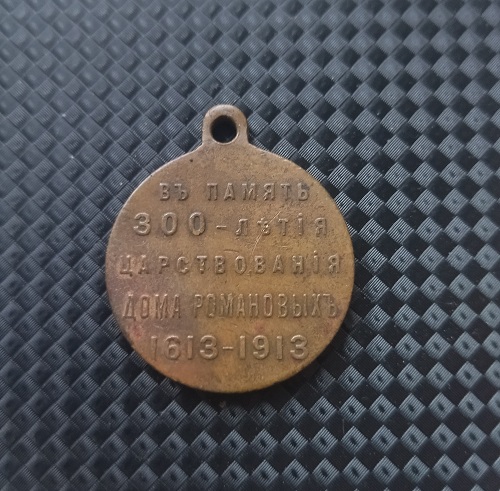 ВЪ ПАМЯТЬ
300-ЛѢТІЯ
ЦАРСТВОВАНІЯ
ДОМА РОМАНОВЫХЪ
1613-1913